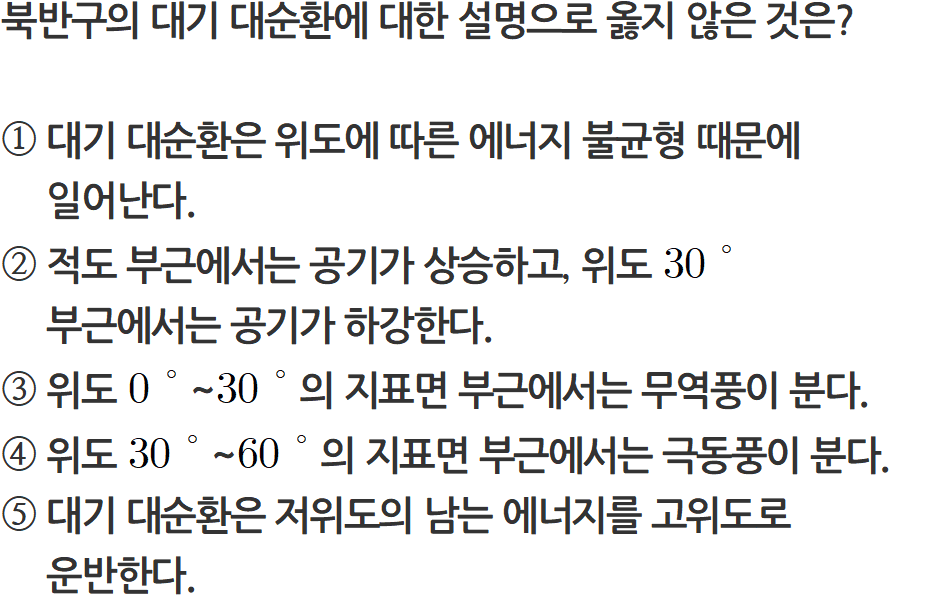 북반구의 대기 대순환에 대한 설명으로 옳지 않은 것은?
① 대기 대순환은 위도에 따른 에너지 불균형 때문에
일어난다.
② 적도 부근에서는 공기가 상승하고, 위도 30°
부근에서는 공기가 하강한다.
③ 위도 0°~30°의 지표면 부근에서는 무역풍이 분다.
④ 위도 30°~60°의 지표면 부근에서는 극동풍이 분다.
⑤ 대기 대순환은 저위도의 남는 에너지를 고위도로
운반한다.